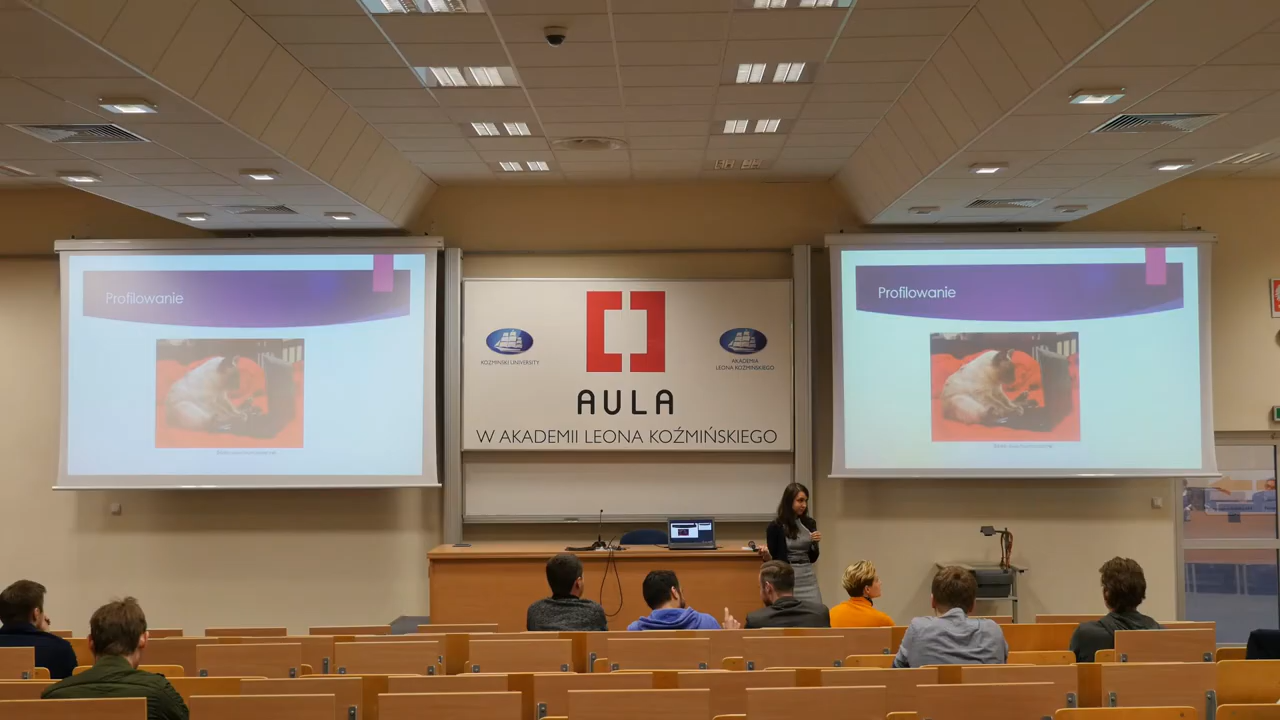 Profilowanie
KOZMINSKI UNIVERSITY
AKADEMIA
LEONA KOŹMIŃSKIEGO
AULA
W AKADEMII LEONA KOŹMIŃSKIEGO
Profilowanie